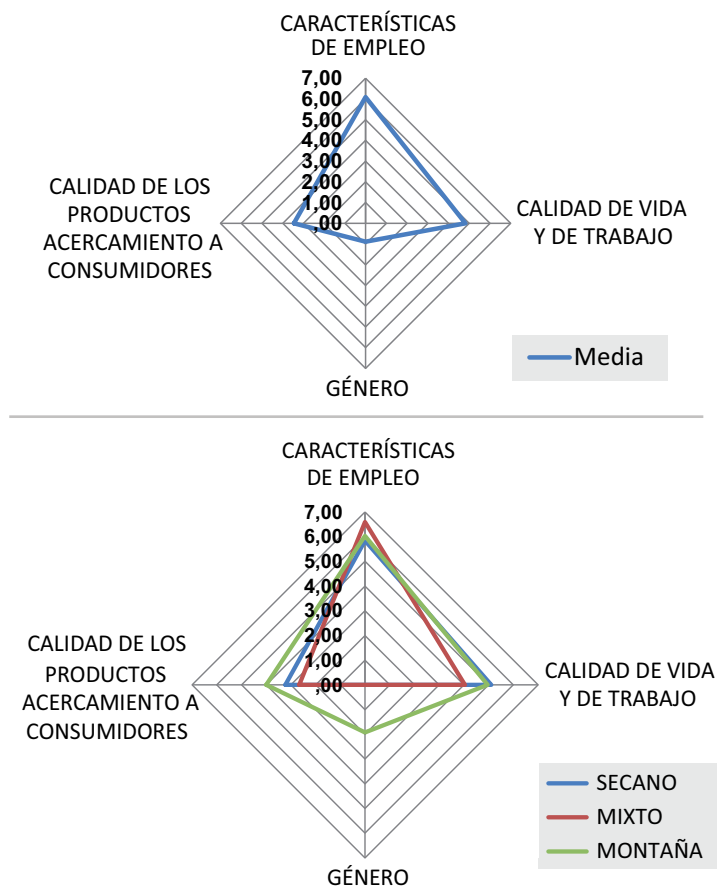 CARACTERÍSTICAS
DE EMPLEO
7,00
6,00
5,00
4,00
3,00
2,00
1,00
,00
CALIDAD DE LOS
PRODUCTOS
ACERCAMIENTO A
CONSUMIDORES
CALIDAD DE VIDA
Y DE TRABAJO
Media
GÉNERO
CARACTERÍSTICAS
DE EMPLEO
7,00
6,00
5,00
4,00
3,00
2,00
1,00
,00
CALIDAD DE LOS
PRODUCTOS
ACERCAMIENTO A
CONSUMIDORES
CALIDAD DE VIDA
Y DE TRABAJO
SECANO
MIXTO
MONTAÑA
GÉNERO